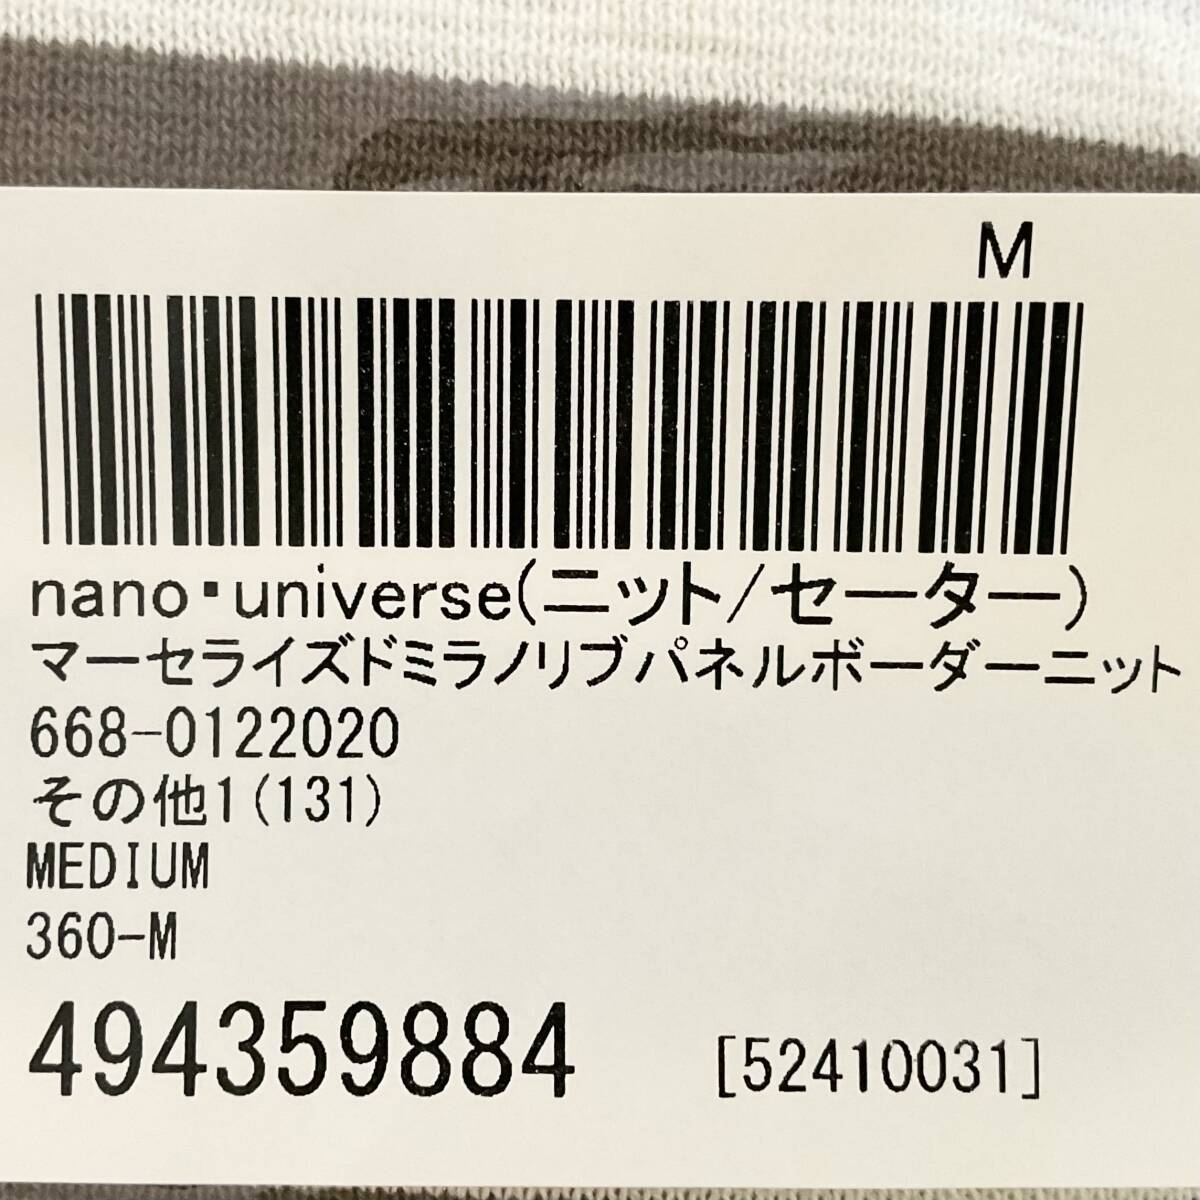 M
nano・universe(ニット/セーター)
マーセライズドミラノリブパネルボーダーニット
668-0122020
その他1(131)
MEDIUM
360-M
494359884
[52410031]